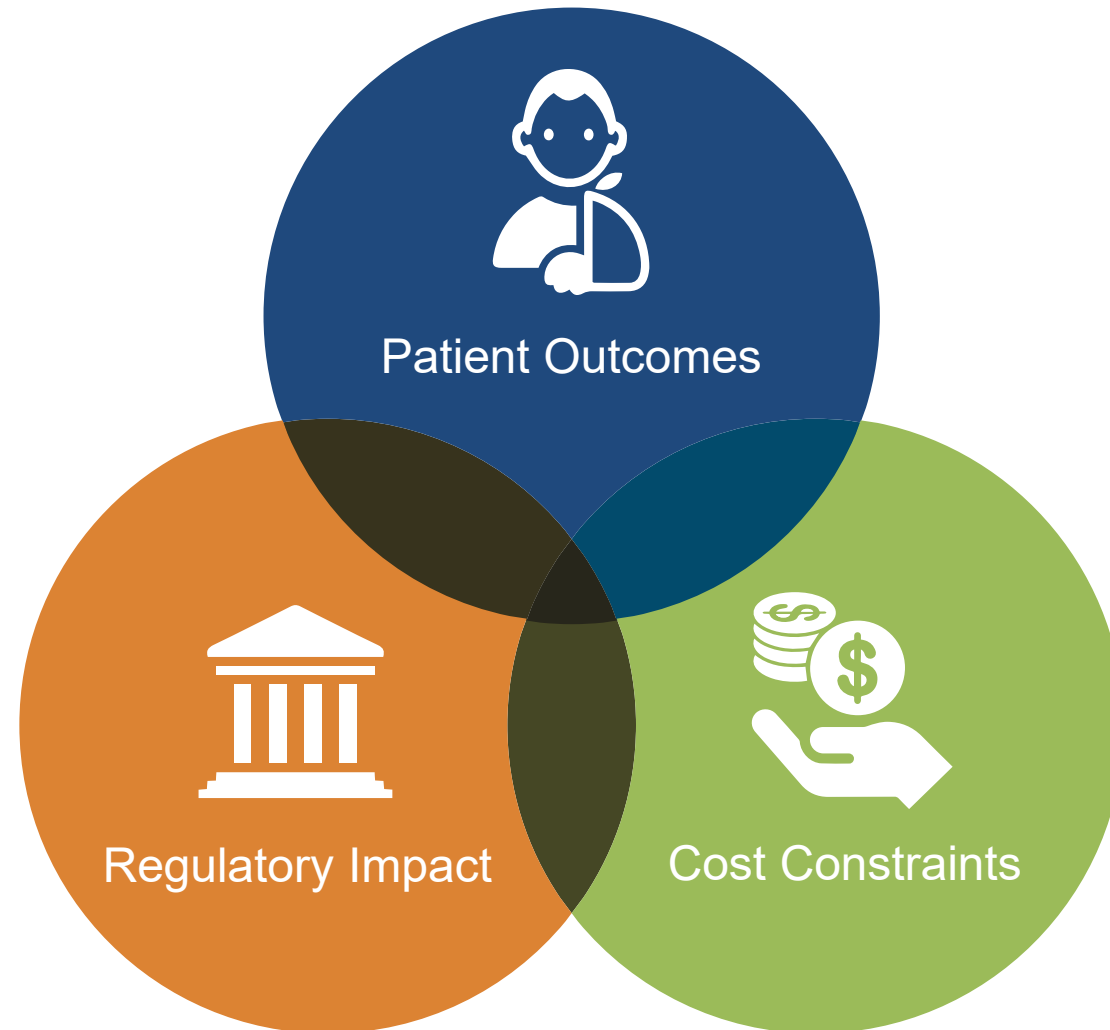 Patient Outcomes
$
$
Regulatory Impact
Cost Constraints